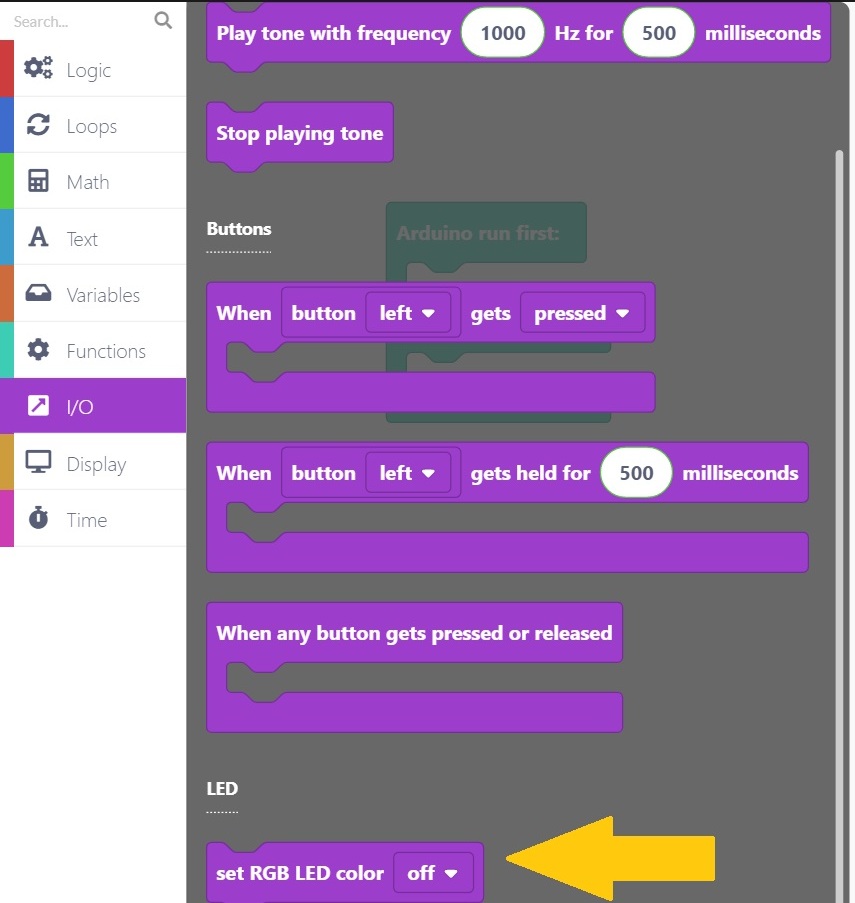 Search...
Logic
Loops
Math
Text
Variables
Functions
I/O
Display
Time
Play tone with frequency 1000 Hz for 500 milliseconds
Stop playing tone
Buttons
Arduino run first:
When button left gets pressed
When button left gets held for 500 milliseconds
When any button gets pressed or released
LED
set RGB LED color off